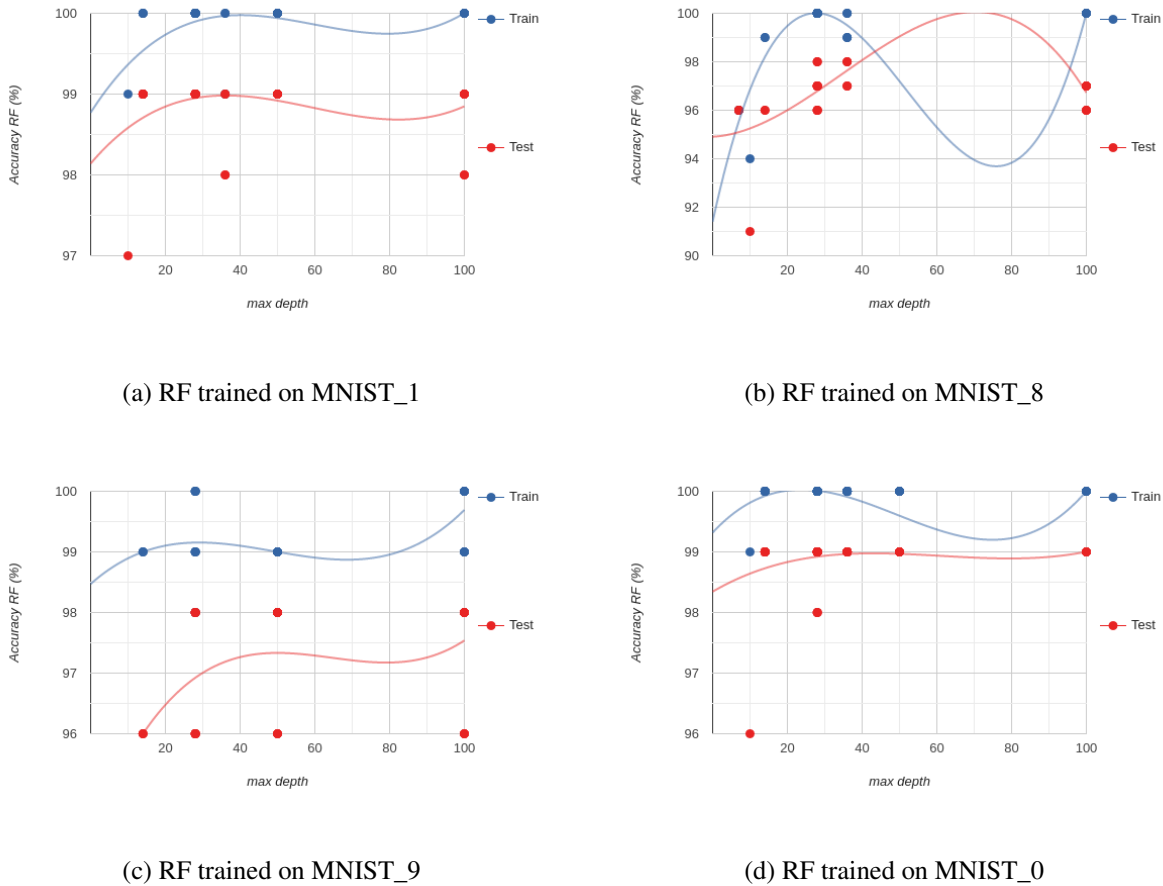 100
99
98
97
20
40
60
80
100
Accuracy RF (%)
max depth
Train
Test
(a) RF trained on MNIST_1
100
98
96
94
92
90
20
40
60
80
100
Accuracy RF (%)
max depth
Train
Test
(b) RF trained on MNIST_8
100
99
98
97
96
20
40
60
80
100
Accuracy RF (%)
max depth
Train
Test
(c) RF trained on MNIST_9
100
99
98
97
96
20
40
60
80
100
Accuracy RF (%)
max depth
Train
Test
(d) RF trained on MNIST_0